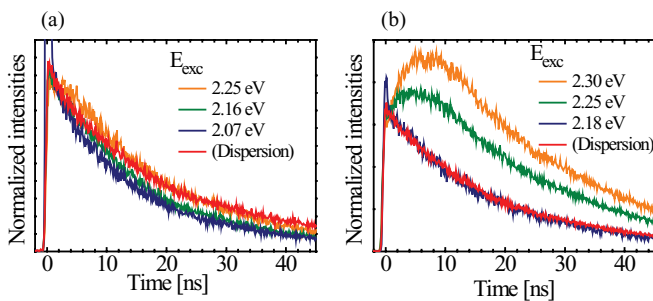 (a)
Normalized intensities
E_exc
2.25 eV
2.16 eV
2.07 eV
(Dispersion)
0 10 20 30 40
Time [ns]
(b)
Normalized intensities
E_exc
2.30 eV
2.25 eV
2.18 eV
(Dispersion)
0 10 20 30 40
Time [ns]